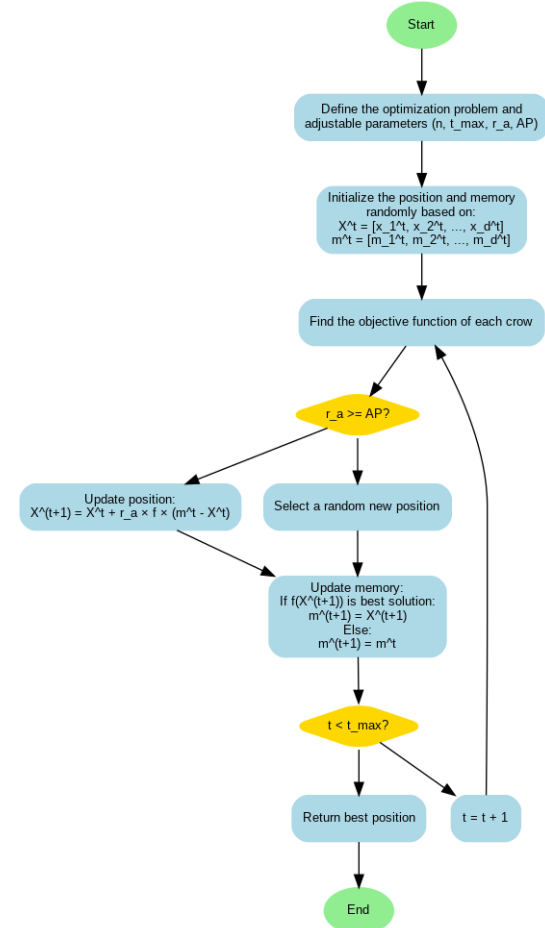 Start
Define the optimization problem and
adjustable parameters (n, t_max, r_a, AP)
Initialize the position and memory
randomly based on:
X^t = [x_1^t, x_2^t, ..., x_d^t]
m^t = [m_1^t, m_2^t, ..., m_d^t]
Find the objective function of each crow
r_a >= AP?
Update position:
X^(t+1) = X^t + r_a × f × (m^t - X^t)
Select a random new position
Update memory:
If f(X^(t+1)) is best solution:
m^(t+1) = X^(t+1)
Else:
m^(t+1) = m^t
t < t_max?
Return best position
t = t + 1
End